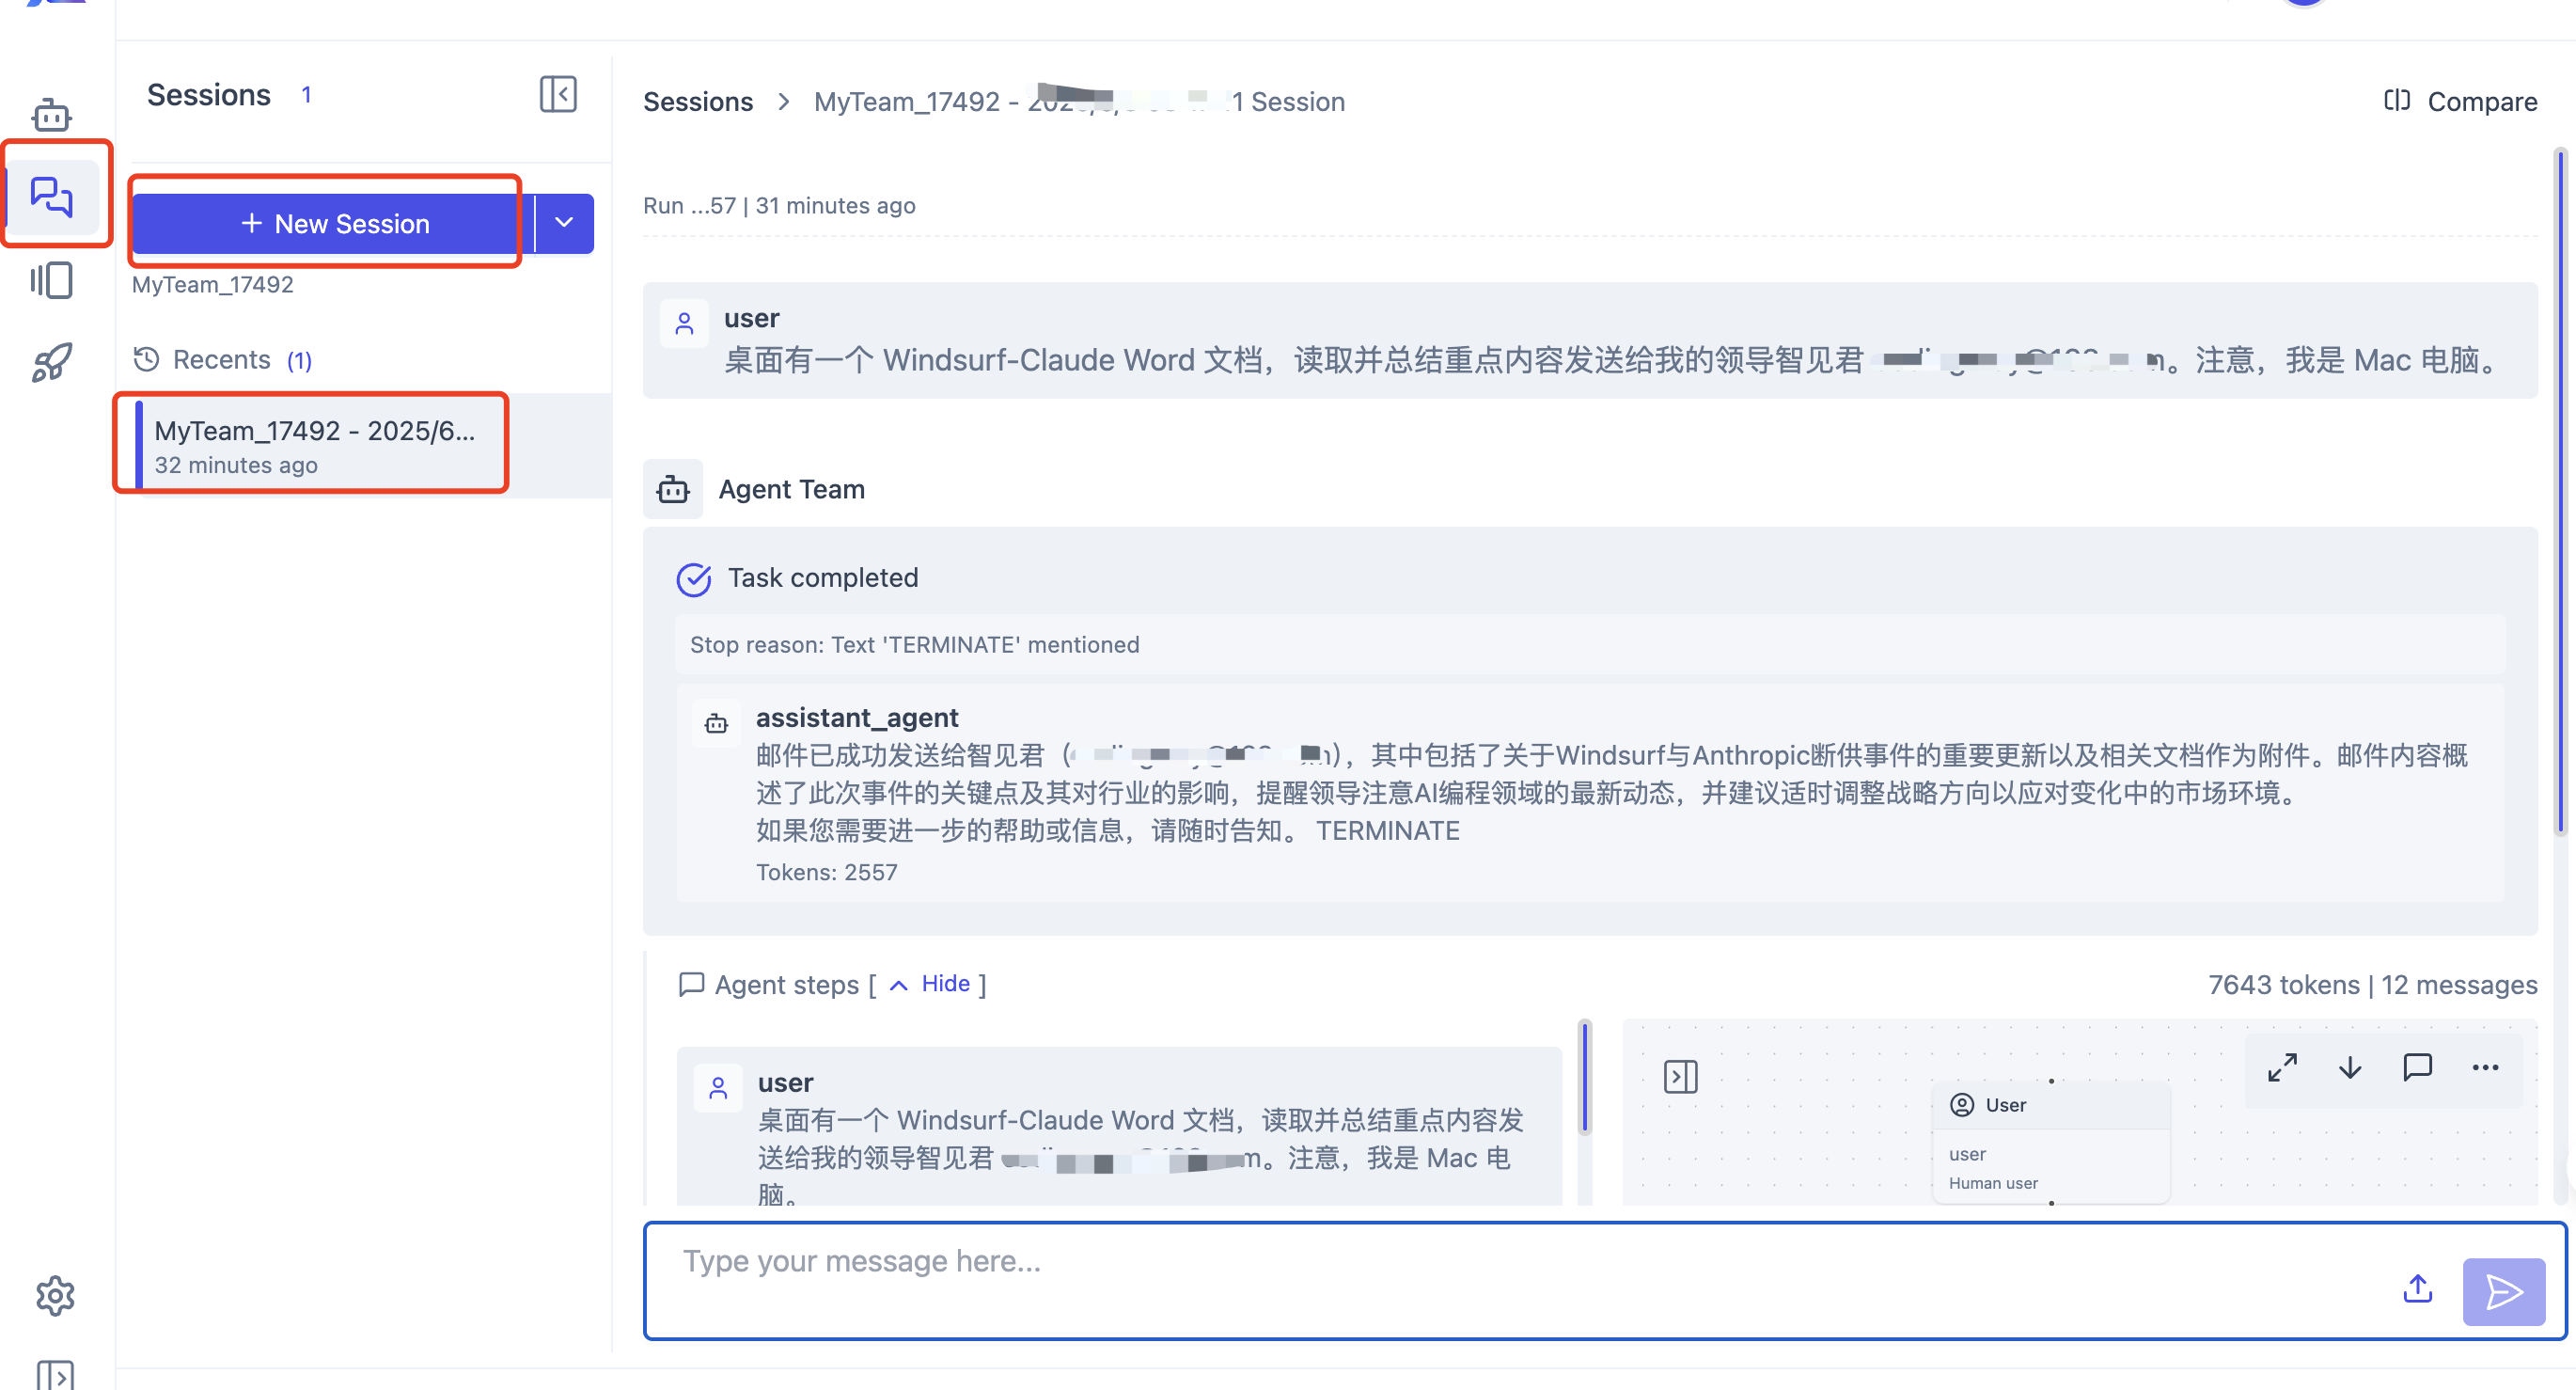 Sessions 1
New Session
MyTeam_17492
Recents (1)
MyTeam_17492 - 2025/6...
32 minutes ago
Sessions > MyTeam_17492 - 1 Session
Compare
Run ...57 | 31 minutes ago
user
桌面有一个 Windsurf-Claude Word 文档，读取并总结重点内容发送给我的领导智见君 。注意，我是 Mac 电脑。
Agent Team
Task completed
Stop reason: Text 'TERMINATE' mentioned
assistant_agent
邮件已成功发送给智见君（ ），其中包括了关于Windsurf与Anthropic断供事件的重要更新以及相关文档作为附件。邮件内容概
述了此次事件的关键点及其对行业的影响，提醒领导注意AI编程领域的最新动态，并建议适时调整战略方向以应对变化中的市场环境。
如果您需要进一步的帮助或信息，请随时告知。 TERMINATE
Tokens: 2557
Agent steps [ Hide ]
7643 tokens | 12 messages
user
桌面有一个 Windsurf-Claude Word 文档，读取并总结重点内容发
送给我的领导智见君 。注意，我是 Mac 电
脑。
User
user
Human user
Type your message here...